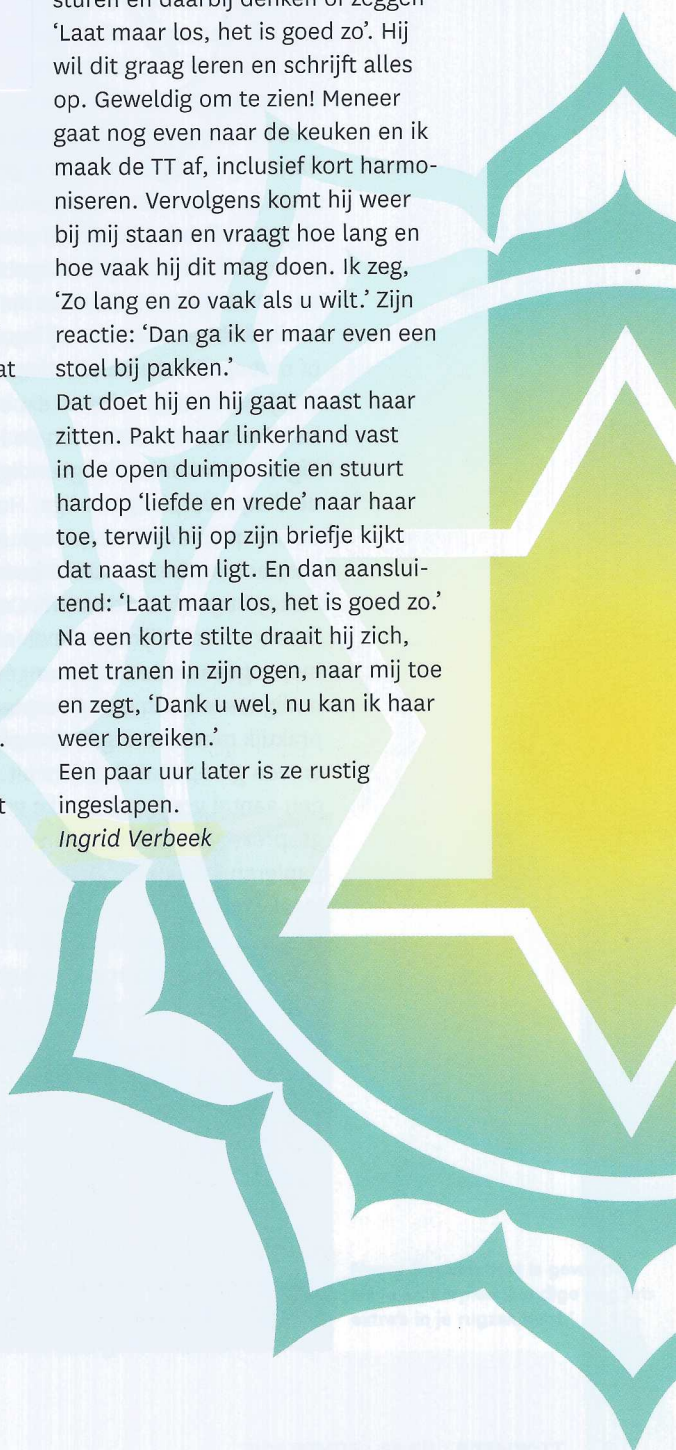 sturen en daarbij denken of zeggen
‘Laat maar los, het is goed zo’. Hij
wil dit graag leren en schrijft alles
op. Geweldig om te zien! Meneer
gaat nog even naar de keuken en ik
maak de TT af, inclusief kort harmo-
niseren. Vervolgens komt hij weer
bij mij staan en vraagt hoe lang en
hoe vaak hij dit mag doen. Ik zeg,
‘Zo lang en zo vaak als u wilt.’ Zijn
reactie: ‘Dan ga ik er maar even een
stoel bij pakken.’
Dat doet hij en hij gaat naast haar
zitten. Pakt haar linkerhand vast
in de open duimpositie en stuurt
hardop ‘liefde en vrede’ naar haar
toe, terwijl hij op zijn briefje kijkt
dat naast hem ligt. En dan aanslui-
tend: ‘Laat maar los, het is goed zo.’
Na een korte stilte draait hij zich,
met tranen in zijn ogen, naar mij toe
en zegt, ‘Dank u wel, nu kan ik haar
weer bereiken.’
Een paar uur later is ze rustig
ingeslapen.
Ingrid Verbeek